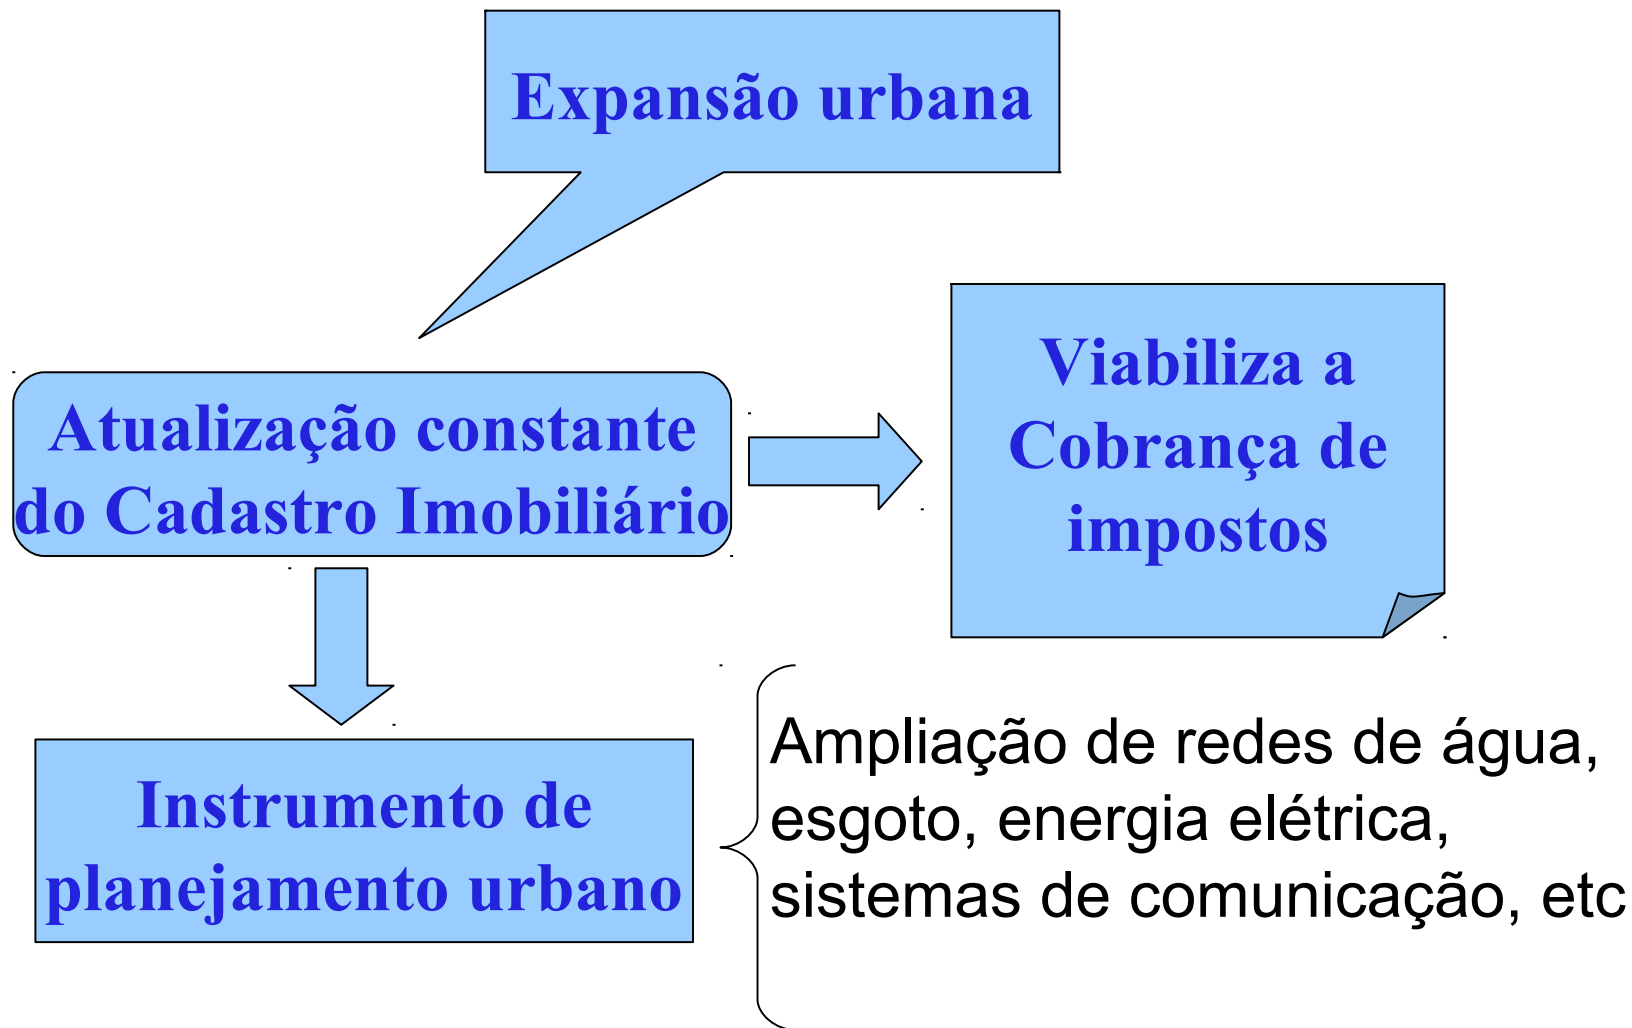 Expansão urbana
Atualização constante
do Cadastro Imobiliário
Viabiliza a
Cobrança de
impostos
Instrumento de
planejamento urbano
Ampliação de redes de água,
esgoto, energia elétrica,
sistemas de comunicação, etc